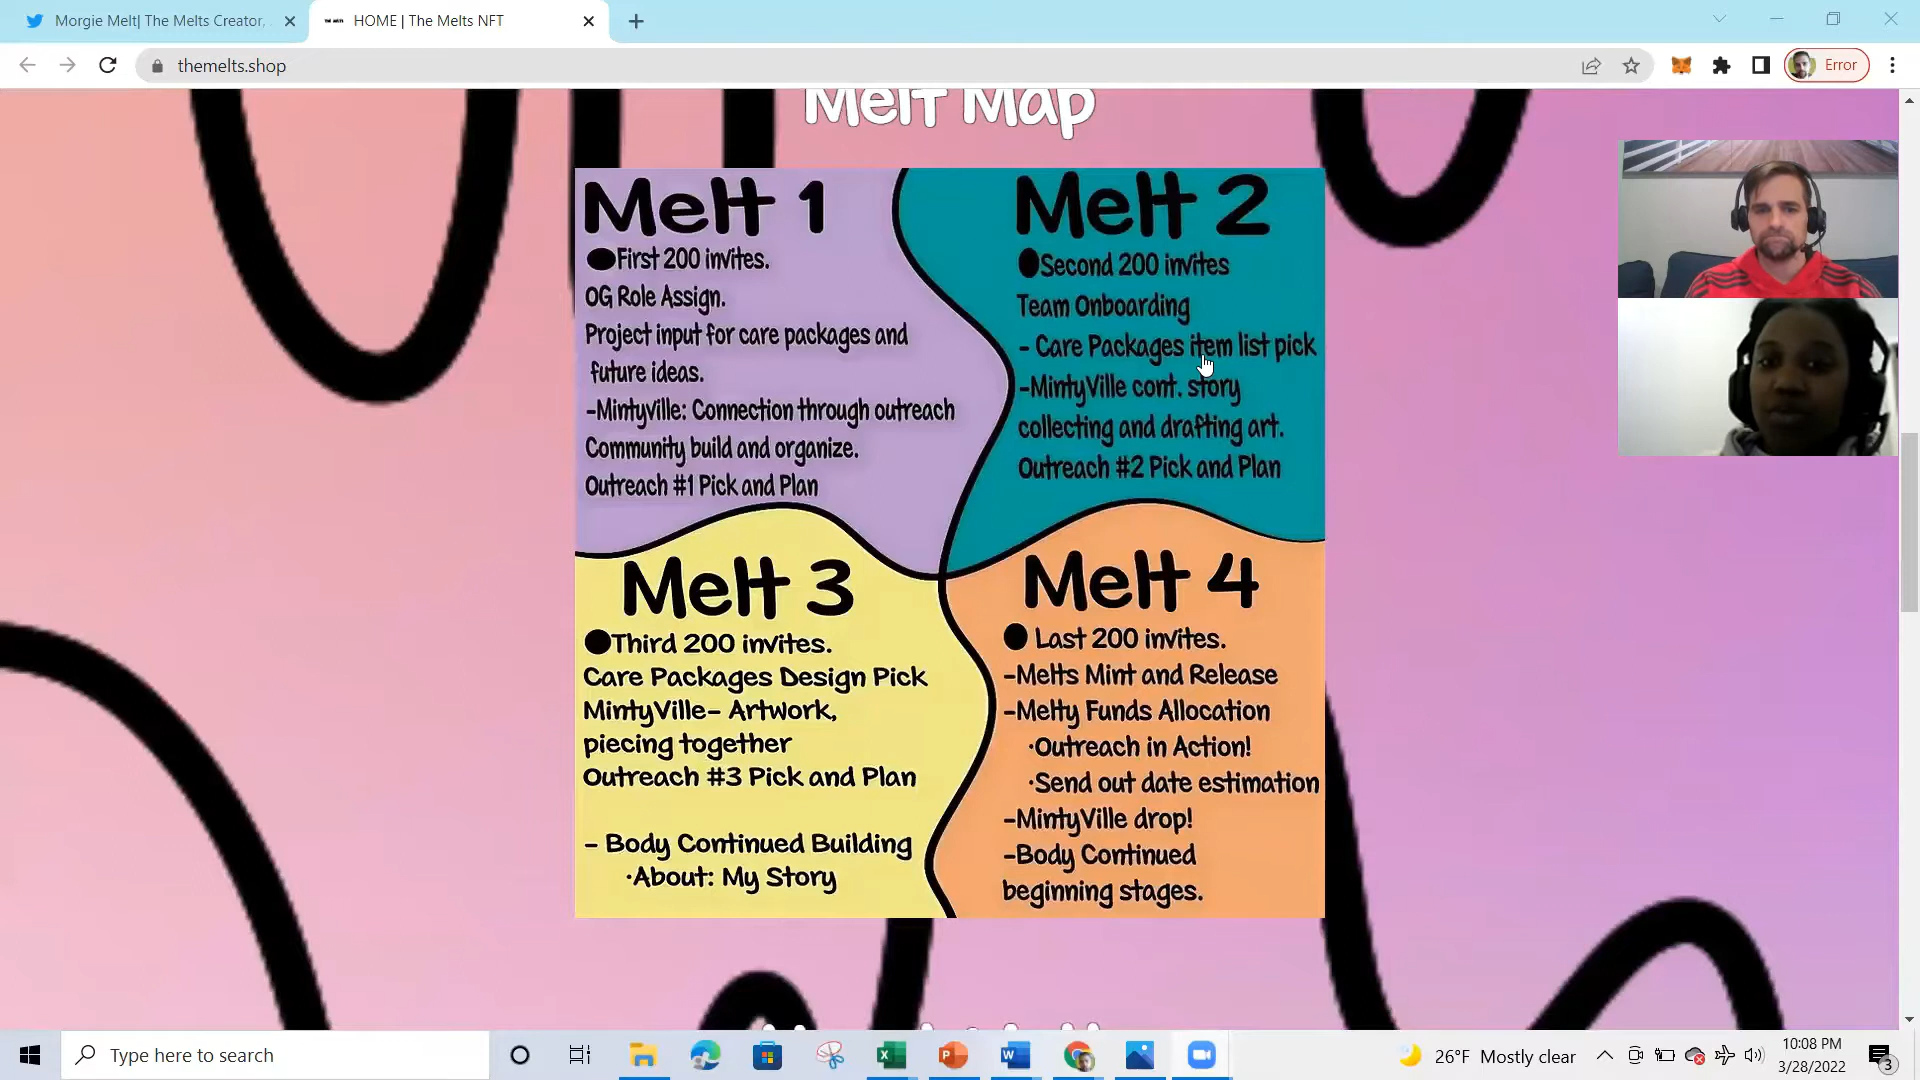 Morgie Melt| The Melts Creator,
HOME | The Melts NFT
themelts.shop
Error
Melt Map
Melt 1
First 200 invites.
OG Role Assign.
Project input for care packages and
future ideas.
-Mintyville: Connection through outreach
Community build and organize.
Outreach #1 Pick and Plan
Melt 2
Second 200 invites
Team Onboarding
- Care Packages item list pick
-MintyVille cont. story
collecting and drafting art.
Outreach #2 Pick and Plan
Melt 3
Third 200 invites.
Care Packages Design Pick
MintyVille- Artwork,
piecing together
Outreach #3 Pick and Plan
- Body Continued Building
·About: My Story
Melt 4
Last 200 invites.
-Melts Mint and Release
-Melty Funds Allocation
·Outreach in Action!
·Send out date estimation
-MintyVille drop!
-Body Continued
beginning stages.
Type here to search
26°F Mostly clear
10:08 PM
3/28/2022
3